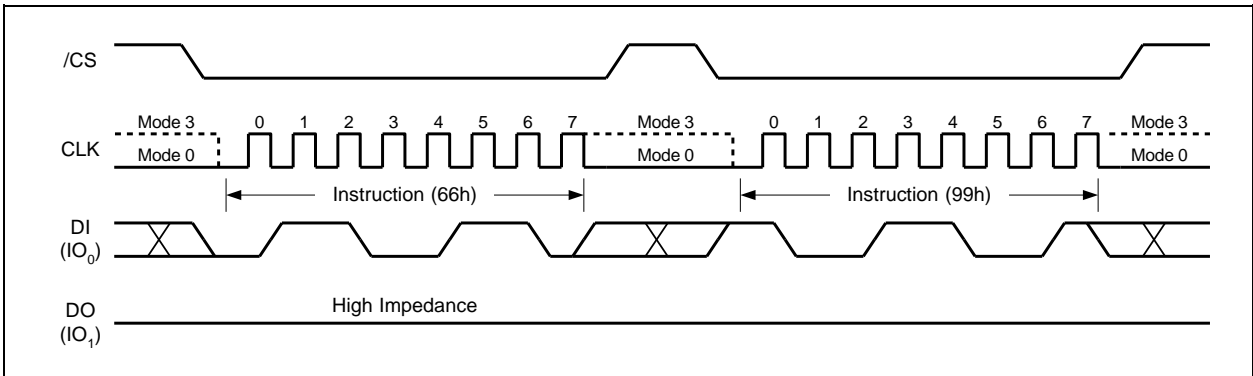 /CS
Mode 3 0 1 2 3 4 5 6 7 Mode 3 0 1 2 3 4 5 6 7 Mode 3
CLK
Mode 0 Mode 0 Mode 0
Instruction (66h) Instruction (99h)
DI
(IO0)
High Impedance
DO
(IO1)